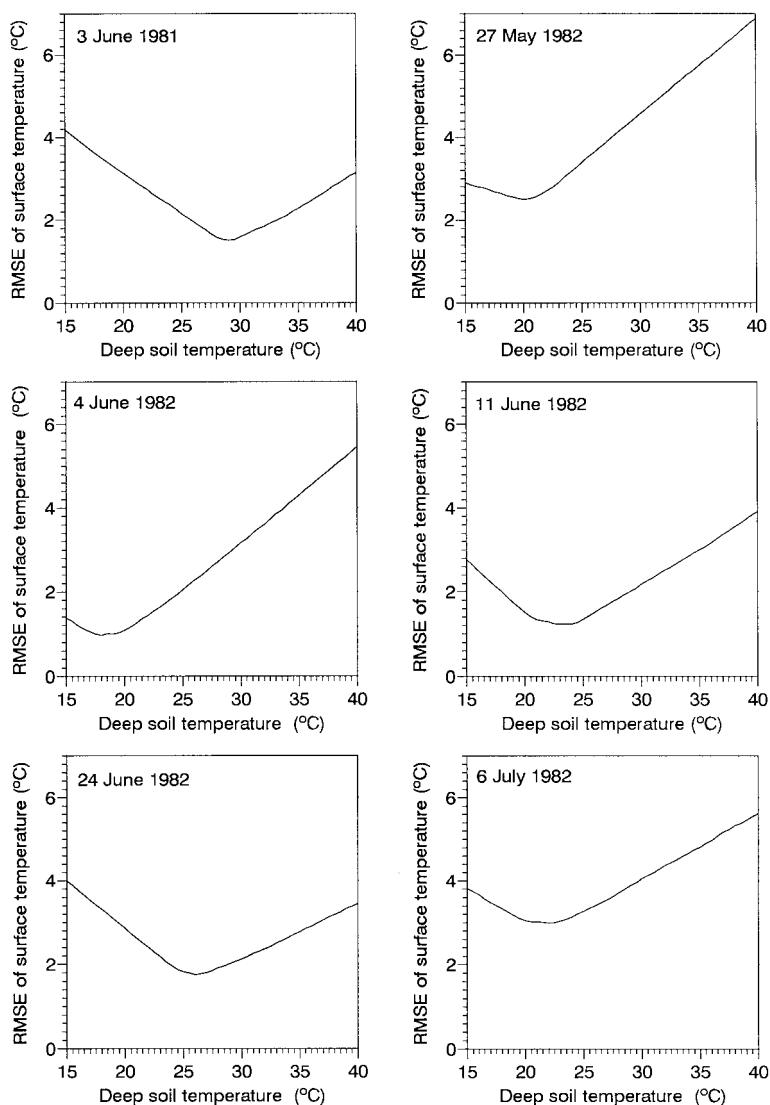 3 June 1981
RMSE of surface temperature (°C)
6
4
2
0
15 20 25 30 35 40
Deep soil temperature (°C)
27 May 1982
RMSE of surface temperature (°C)
6
4
2
0
15 20 25 30 35 40
Deep soil temperature (°C)
4 June 1982
RMSE of surface temperature (°C)
6
4
2
0
15 20 25 30 35 40
Deep soil temperature (°C)
11 June 1982
RMSE of surface temperature (°C)
6
4
2
0
15 20 25 30 35 40
Deep soil temperature (°C)
24 June 1982
RMSE of surface temperature (°C)
6
4
2
0
15 20 25 30 35 40
Deep soil temperature (°C)
6 July 1982
RMSE of surface temperature (°C)
6
4
2
0
15 20 25 30 35 40
Deep soil temperature (°C)